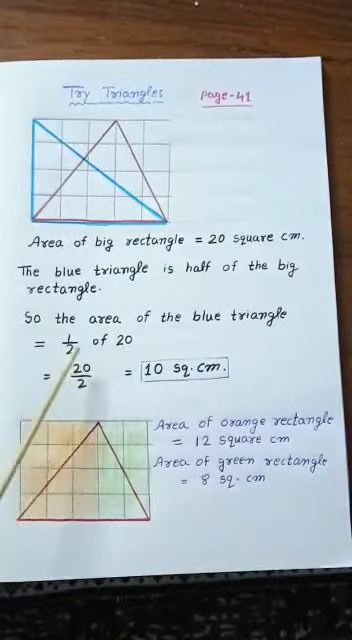 Try Triangles
Page-41
Area of big rectangle = 20 square cm.
The blue triangle is half of the big
rectangle.
So the area of the blue triangle
= 1/2 of 20
= 20/2 = 10 sq.cm.
Area of orange rectangle
= 12 square cm
Area of green rectangle
= 8 sq.cm